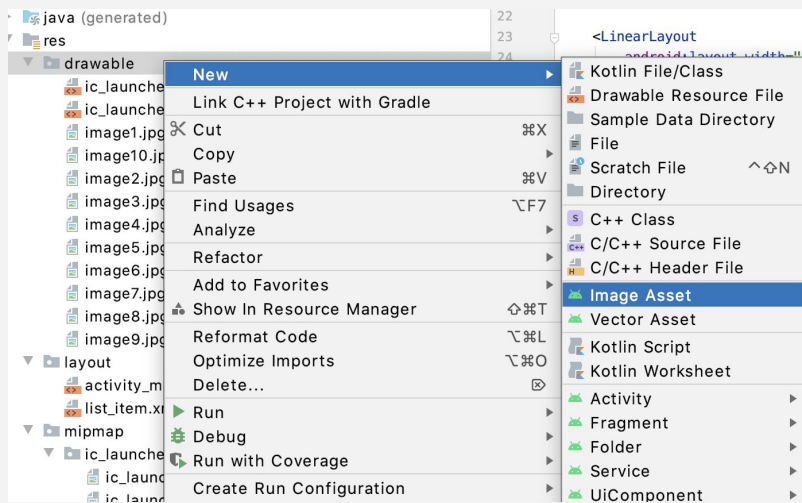 java (generated)
res
drawable
ic_launche
ic_launche
image1.jpg
image10.jp
image2.jpg
image3.jpg
image4.jpg
image5.jpg
image6.jpg
image7.jpg
image8.jpg
image9.jpg
layout
activity_m
list_item.x
mipmap
ic_launche
ic_laun
ic_laun
New
Link C++ Project with Gradle
Cut ⌘X
Copy
Paste ⌘V
Find Usages ⌥F7
Analyze
Refactor
Add to Favorites
Show In Resource Manager ⇧⌘T
Reformat Code ⌥⌘L
Optimize Imports ⌥⌘O
Delete... ⌦
Run
Debug
Run with Coverage
Create Run Configuration
22
23 <LinearLayout
24 android:layout_width="
Kotlin File/Class
Drawable Resource File
Sample Data Directory
File
Scratch File ^⇧N
Directory
S C++ Class
C++ C/C++ Source File
H C/C++ Header File
Image Asset
Vector Asset
Kotlin Script
Kotlin Worksheet
Activity
Fragment
Folder
Service
UiComponent